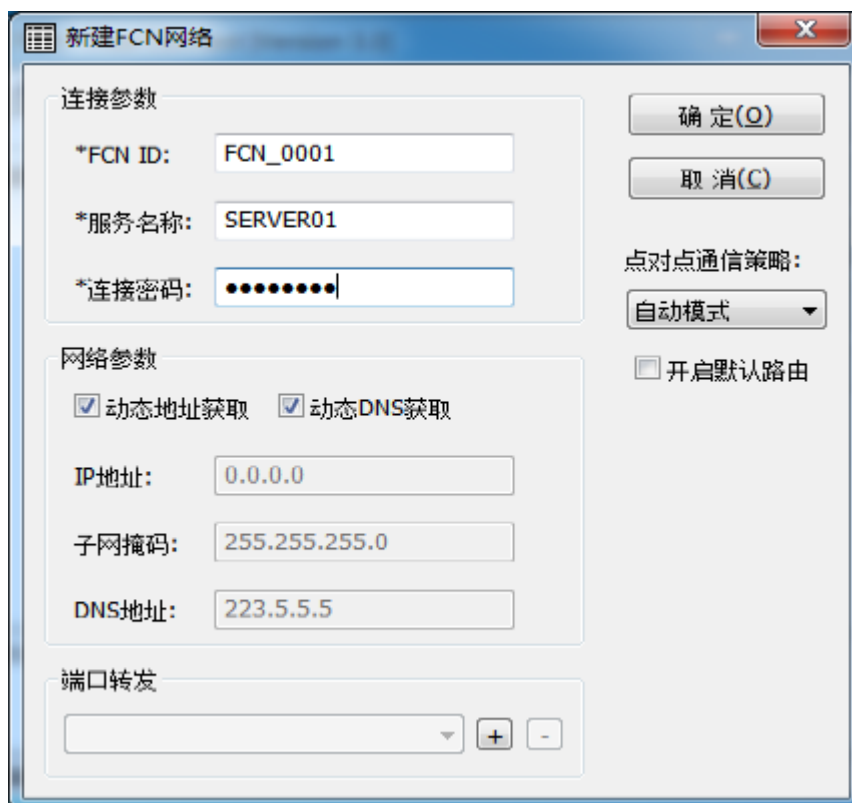 新建FCN网络
连接参数
*FCN ID: FCN_0001
*服务名称: SERVER01
*连接密码: ●●●●●●●●
网络参数
动态地址获取 动态DNS获取
IP地址: 0.0.0.0
子网掩码: 255.255.255.0
DNS地址: 223.5.5.5
端口转发
+ -
确 定(O)
取 消(C)
点对点通信策略:
自动模式
开启默认路由